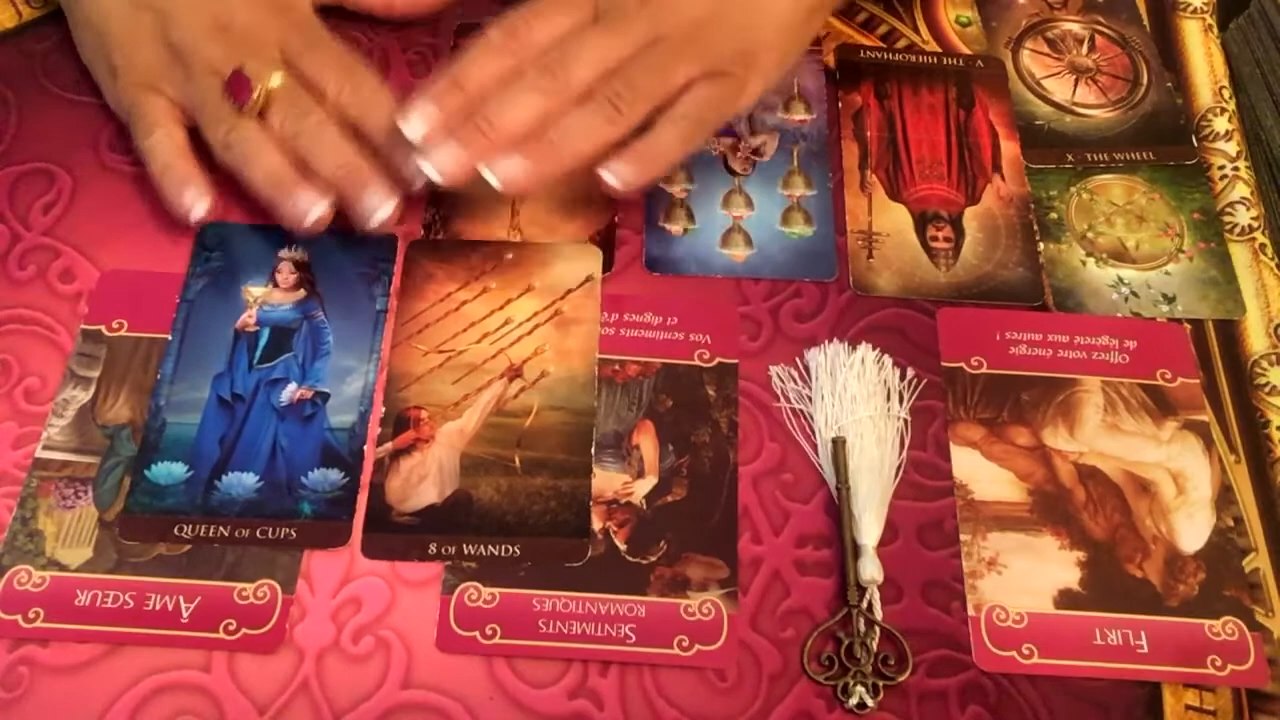 V - THE HIEROPHANT
X - THE WHEEL
Vos sentiments so
et dignes d'ê
Offrez votre énergie
de légèreté aux autres !
QUEEN OF CUPS
8 OF WANDS
ÂME SŒUR
SENTIMENTS
ROMANTIQUES
FLIRT